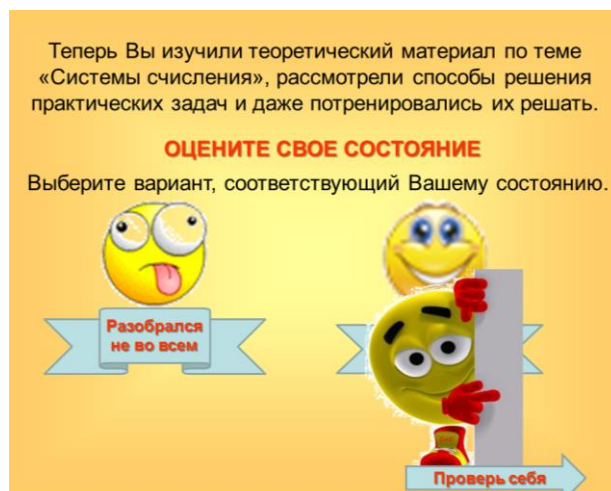 Теперь Вы изучили теоретический материал по теме
«Системы счисления», рассмотрели способы решения
практических задач и даже потренировались их решать.
ОЦЕНИТЕ СВОЕ СОСТОЯНИЕ
Выберите вариант, соответствующий Вашему состоянию.
Разобрался
не во всем
Проверь себя